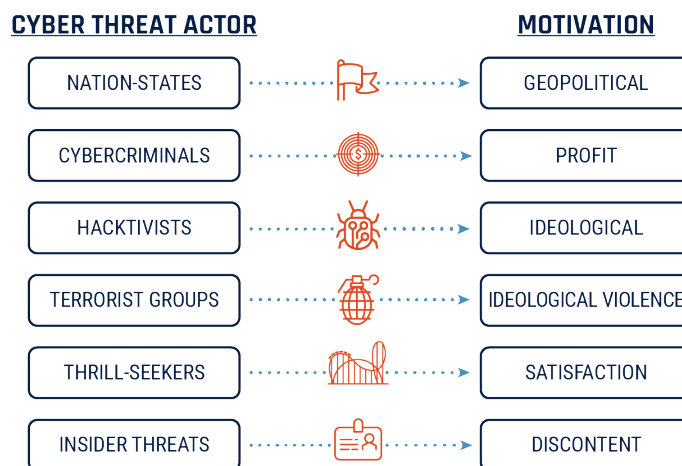 CYBER THREAT ACTOR MOTIVATION
NATION-STATES GEOPOLITICAL
CYBERCRIMINALS $ PROFIT
HACKTIVISTS IDEOLOGICAL
TERRORIST GROUPS IDEOLOGICAL VIOLENCE
THRILL-SEEKERS SATISFACTION
INSIDER THREATS DISCONTENT